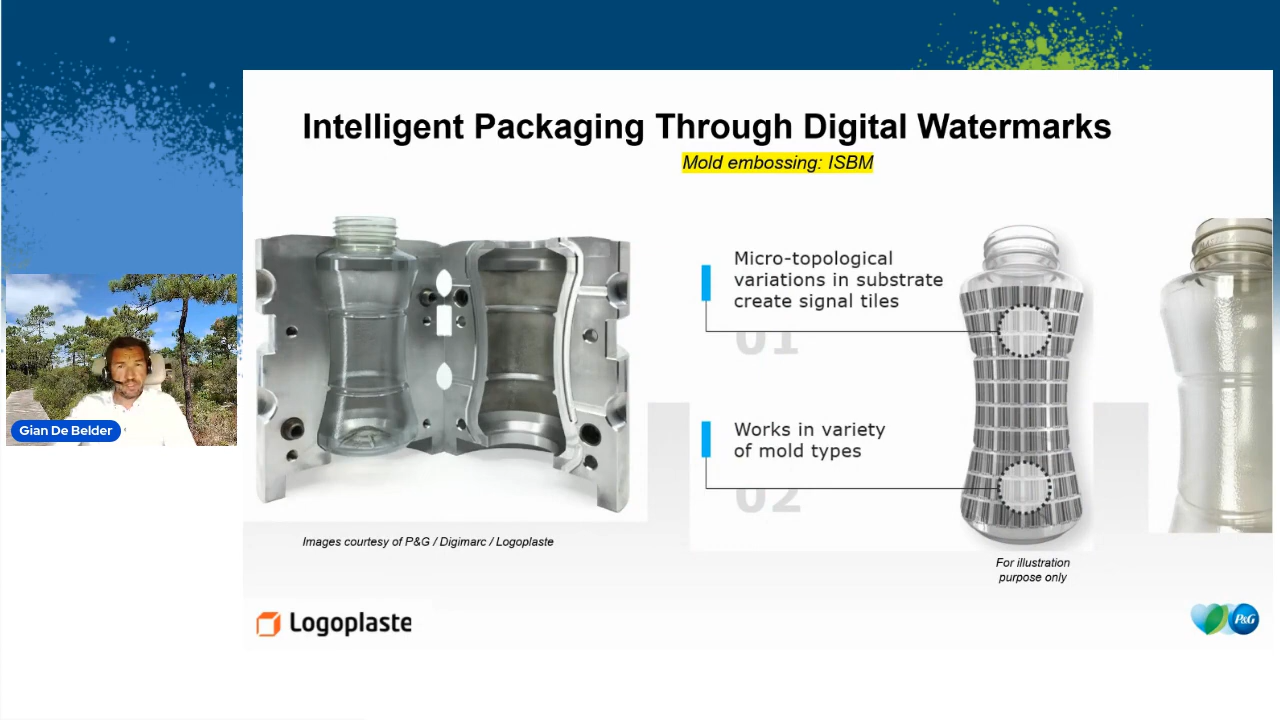 Intelligent Packaging Through Digital Watermarks
Mold embossing: ISBM
Micro-topological
variations in substrate
create signal tiles
01
Works in variety
of mold types
02
Gian De Belder
Images courtesy of P&G / Digimarc / Logoplaste
For illustration
purpose only
Logoplaste
P&G